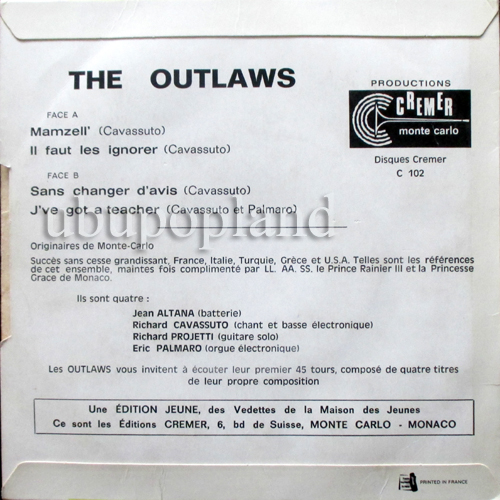 THE OUTLAWS
PRODUCTIONS
CREMER
monte carlo
Disques Cremer
C 102
FACE A
Mamzell' (Cavassuto)
Il faut les ignorer (Cavassuto)
FACE B
Sans changer d'avis (Cavassuto)
J've got a teacher (Cavassuto et Palmaro)
ubupopland
Originaires de Monte-Carlo
Succès sans cesse grandissant, France, Italie, Turquie, Grèce et U.S.A. Telles sont les références
de cet ensemble, maintes fois complimenté par LL. AA. SS. le Prince Rainier III et la Princesse
Grace de Monaco.
Ils sont quatre :
Jean ALTANA (batterie)
Richard CAVASSUTO (chant et basse électronique)
Richard PROJETTI (guitare solo)
Eric PALMARO (orgue électronique)
Les OUTLAWS vous invitent à écouter leur premier 45 tours, composé de quatre titres
de leur propre composition
Une ÉDITION JEUNE, des Vedettes de la Maison des Jeunes
Ce sont les Éditions CREMER, 6, bd de Suisse, MONTE CARLO - MONACO
PRINTED IN FRANCE